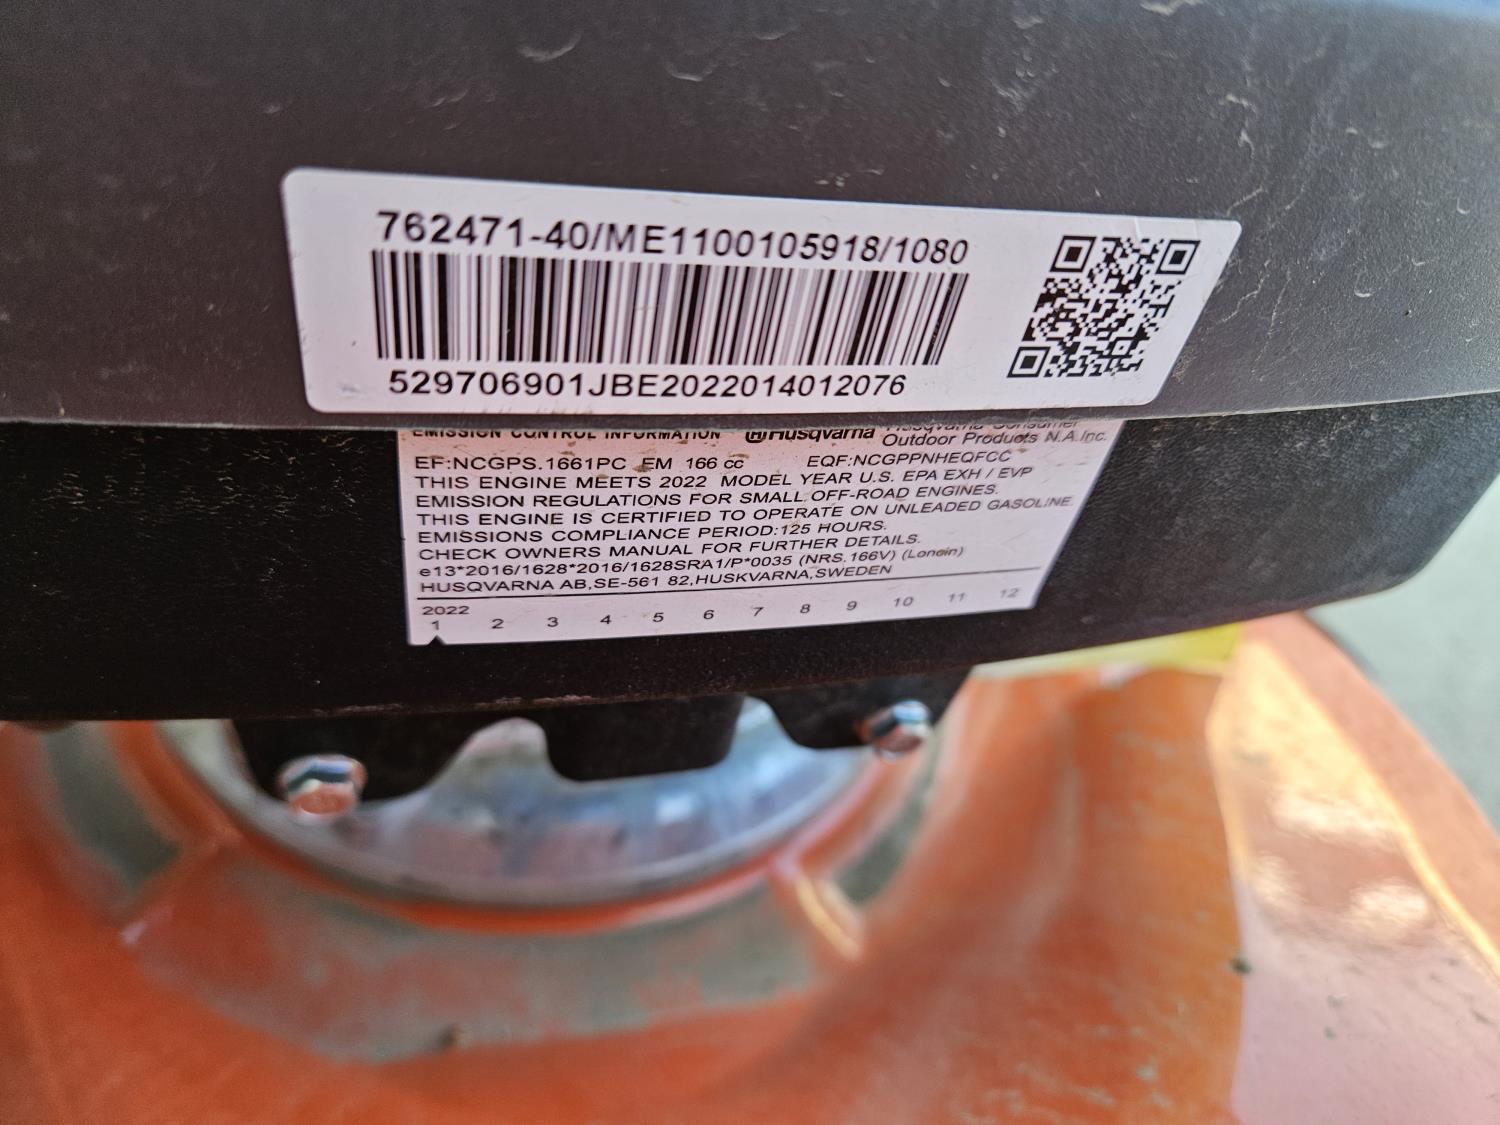 762471-40/ME1100105918/1080
529706901JBE2022014012076
EMISSION CONTROL INFORMATION Husqvarna Husqvarna Consumer
Outdoor Products N.A.Inc.
EF:NCGPS.1661PC EM 166 cc EQF:NCGPPNHEQFCC
THIS ENGINE MEETS 2022 MODEL YEAR U.S. EPA EXH / EVP
EMISSION REGULATIONS FOR SMALL OFF-ROAD ENGINES.
THIS ENGINE IS CERTIFIED TO OPERATE ON UNLEADED GASOLINE.
EMISSIONS COMPLIANCE PERIOD:125 HOURS.
CHECK OWNERS MANUAL FOR FURTHER DETAILS.
e13*2016/1628*2016/1628SRA1/P*0035 (NRS.166V) (Loncin)
HUSQVARNA AB,SE-561 82,HUSKVARNA,SWEDEN
2022
1 2 3 4 5 6 7 8 9 10 11 12